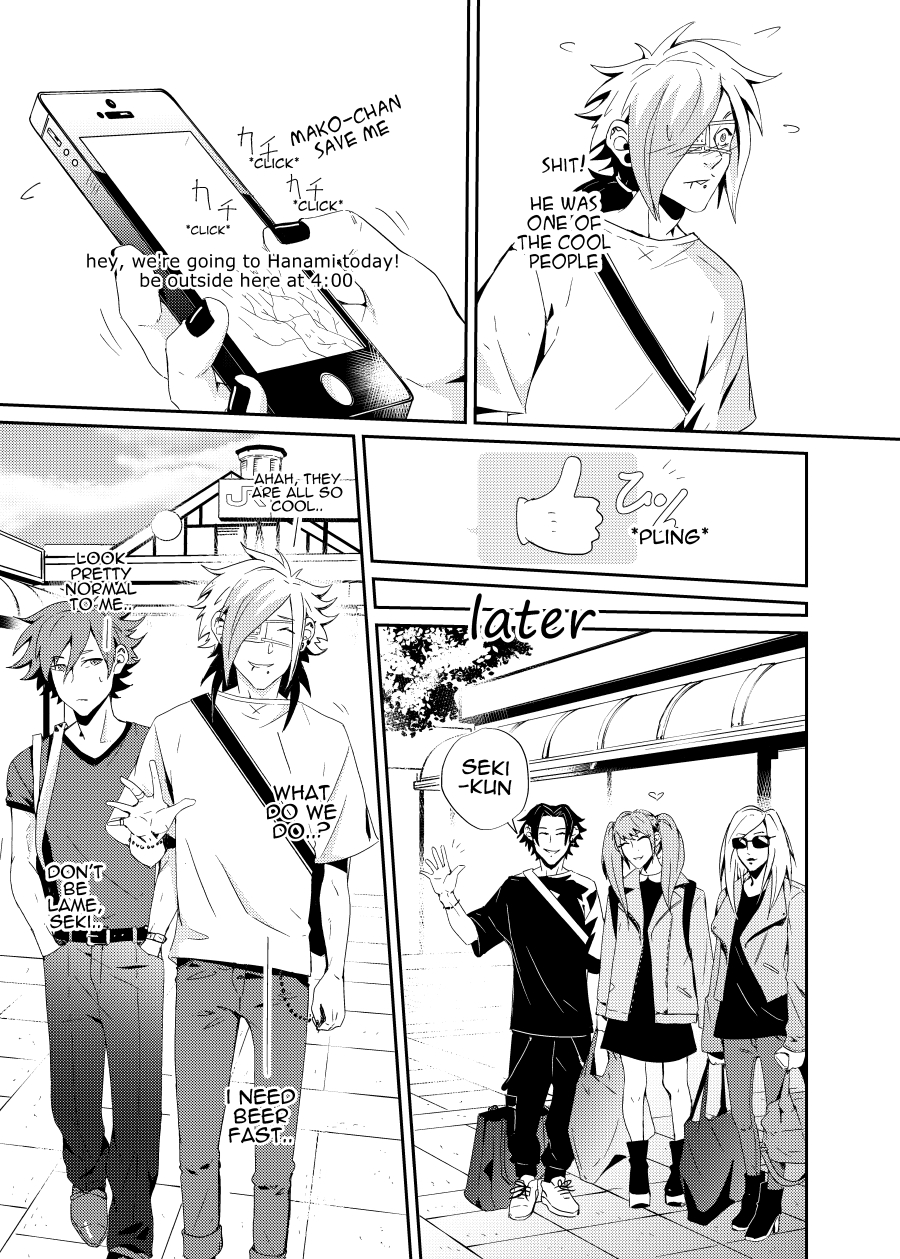 SHIT!
HE WAS
ONE OF
THE COOL
PEOPLE
MAKO-CHAN
SAVE ME
カチ
*CLICK*
カチ
*CLICK*
カチ
*CLICK*
hey, we're going to Hanami today!
be outside here at 4:00
*PLING*
later
SEKI
-KUN
AHAH, THEY
ARE ALL SO
COOL..
LOOK
PRETTY
NORMAL
TO ME..
WHAT
DO WE
DO..?
DON'T
BE
LAME,
SEKI..
I NEED
BEER
FAST..